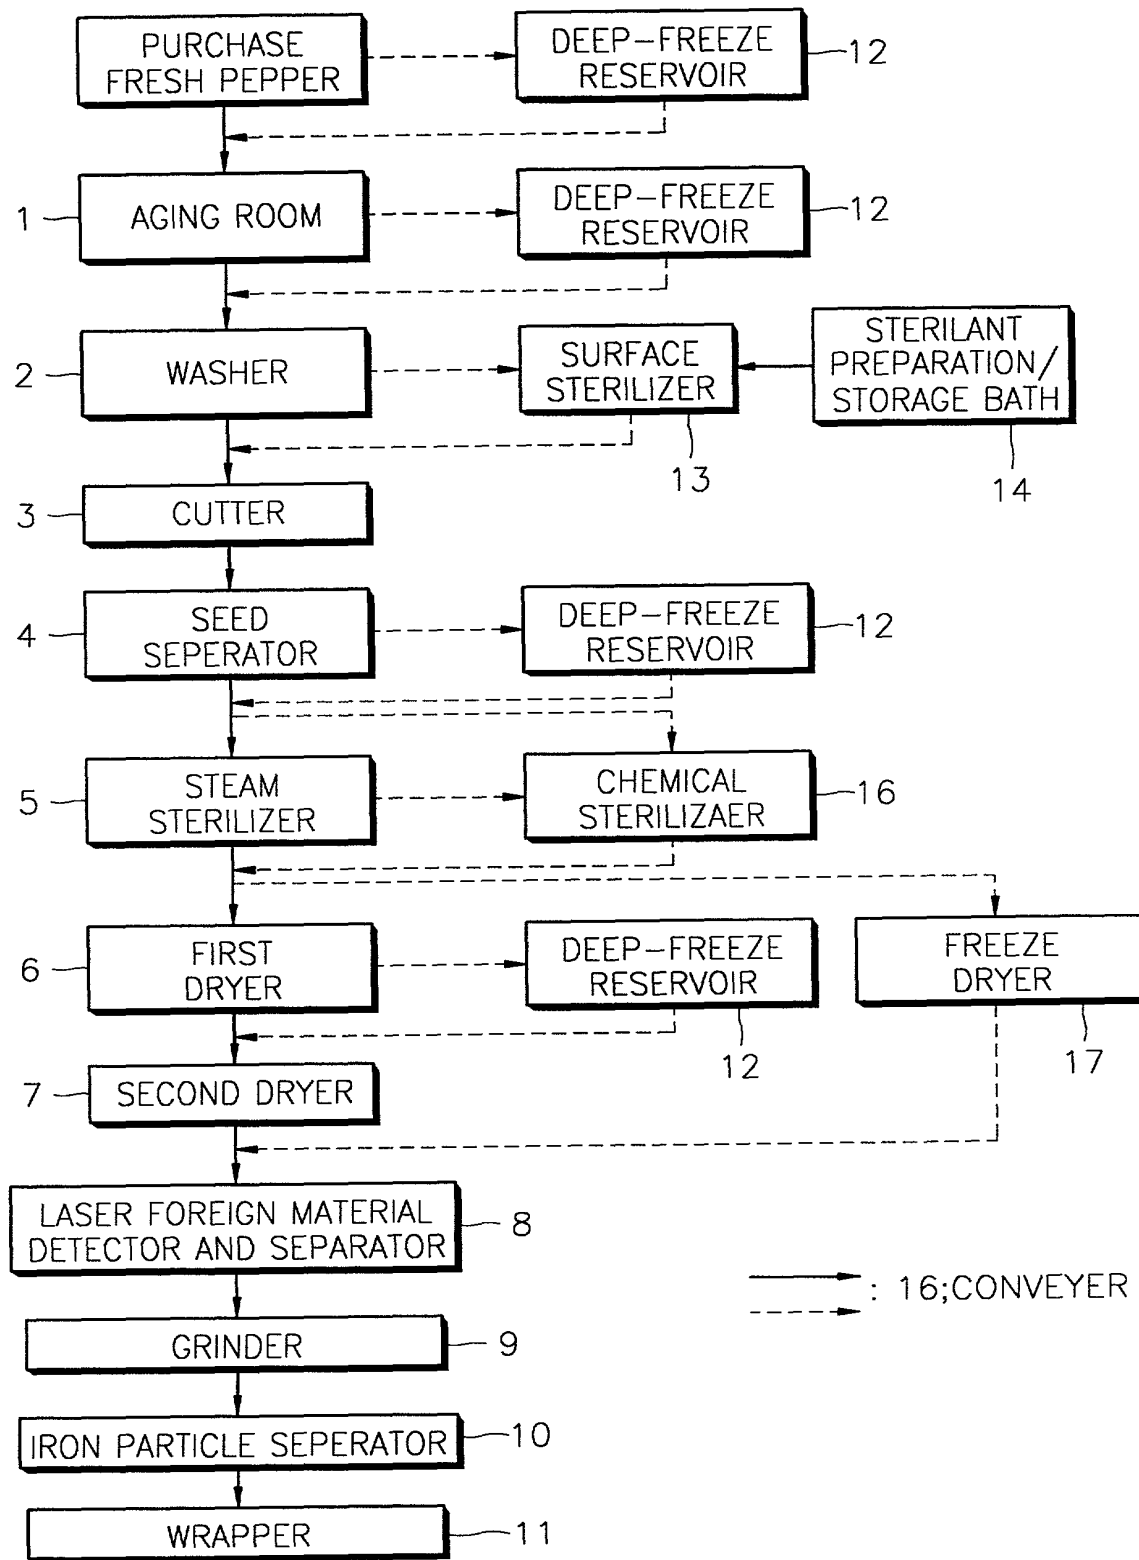 PURCHASE
FRESH PEPPER
DEEP-FREEZE
RESERVOIR
12
1
AGING ROOM
DEEP-FREEZE
RESERVOIR
12
2
WASHER
SURFACE
STERILIZER
13
STERILANT
PREPARATION/
STORAGE BATH
14
3
CUTTER
4
SEED
SEPERATOR
DEEP-FREEZE
RESERVOIR
12
5
STEAM
STERILIZER
CHEMICAL
STERILIZAER
16
6
FIRST
DRYER
DEEP-FREEZE
RESERVOIR
12
FREEZE
DRYER
17
7
SECOND DRYER
LASER FOREIGN MATERIAL
DETECTOR AND SEPARATOR
8
: 16;CONVEYER
GRINDER
9
IRON PARTICLE SEPERATOR
10
WRAPPER
11